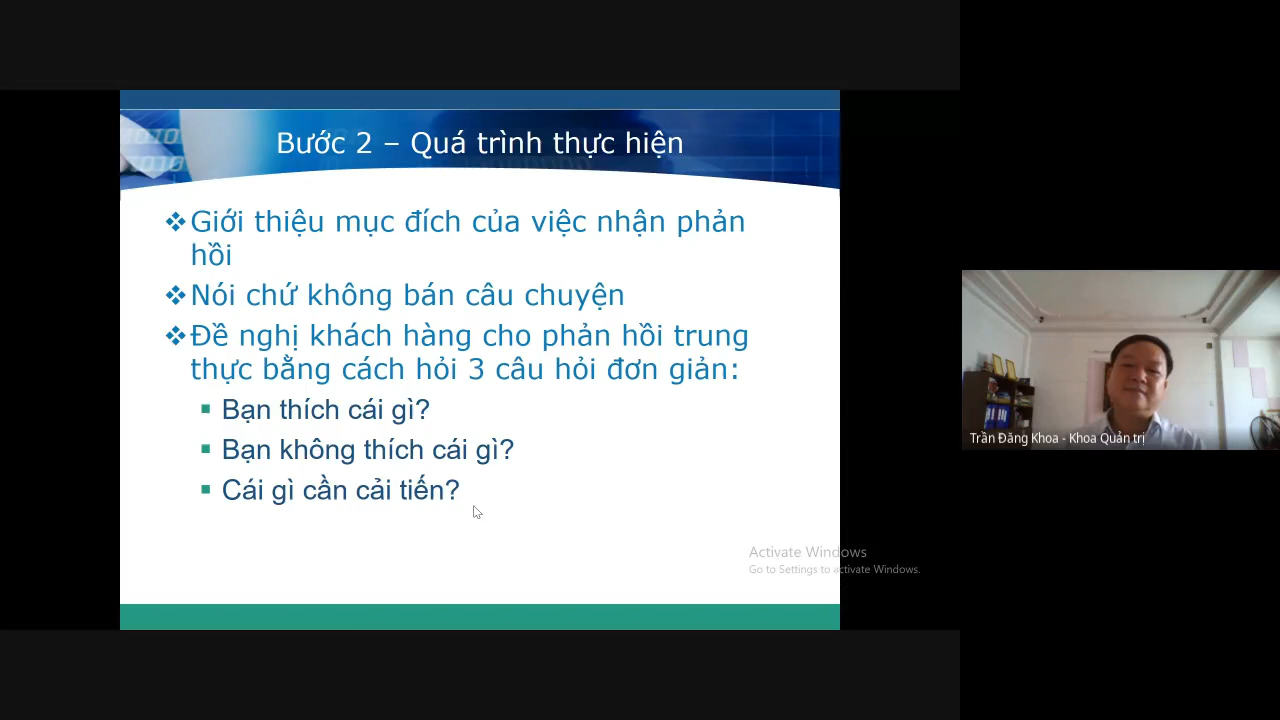 Bước 2 – Quá trình thực hiện
Giới thiệu mục đích của việc nhận phản
hồi
Nói chứ không bán câu chuyện
Đề nghị khách hàng cho phản hồi trung
thực bằng cách hỏi 3 câu hỏi đơn giản:
Bạn thích cái gì?
Bạn không thích cái gì?
Cái gì cần cải tiến?
Activate Windows
Go to Settings to activate Windows.
Trần Đăng Khoa - Khoa Quản trị